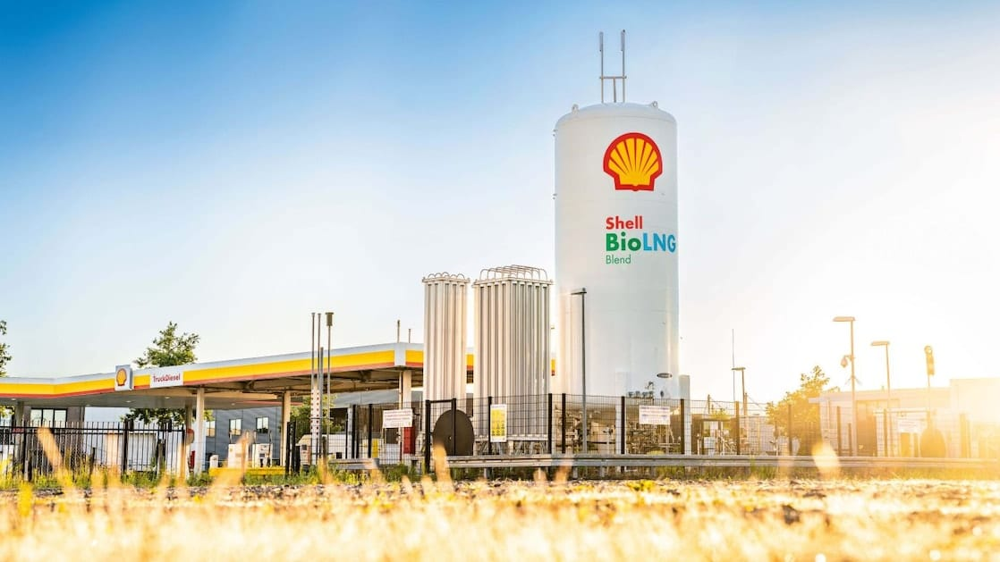 Shell
BioLNG
Blend
TruckDiesel